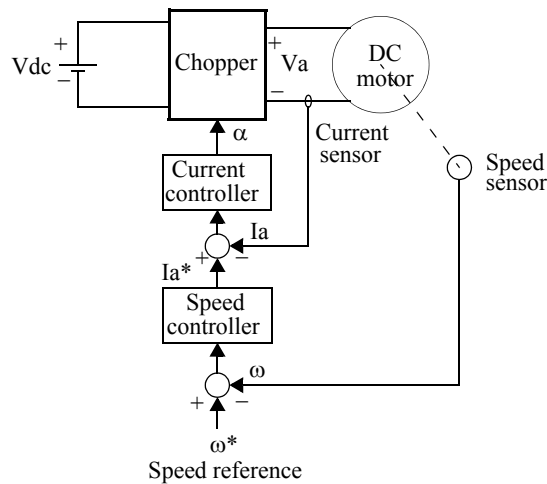 +
Vdc
−
Chopper
+
Va
−
DC
motor
α
Current
sensor
Speed
sensor
Current
controller
Ia
+
−
Ia*
Speed
controller
ω
+
−
ω*
Speed reference